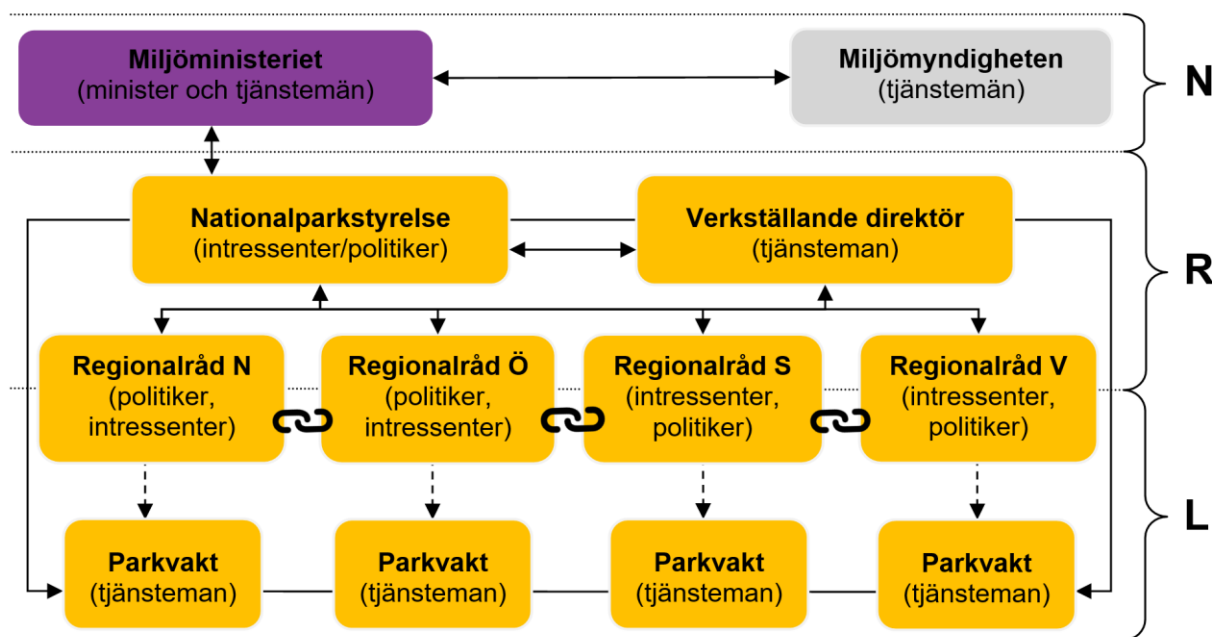 Miljöministeriet
(minister och tjänstemän)
Miljömyndigheten
(tjänstemän)
N
Nationalparkstyrelse
(intressenter/politiker)
Verkställande direktör
(tjänsteman)
R
Regionalråd N
(politiker,
intressenter)
Regionalråd Ö
(politiker,
intressenter)
Regionalråd S
(intressenter,
politiker)
Regionalråd V
(intressenter,
politiker)
L
Parkvakt
(tjänsteman)
Parkvakt
(tjänsteman)
Parkvakt
(tjänsteman)
Parkvakt
(tjänsteman)